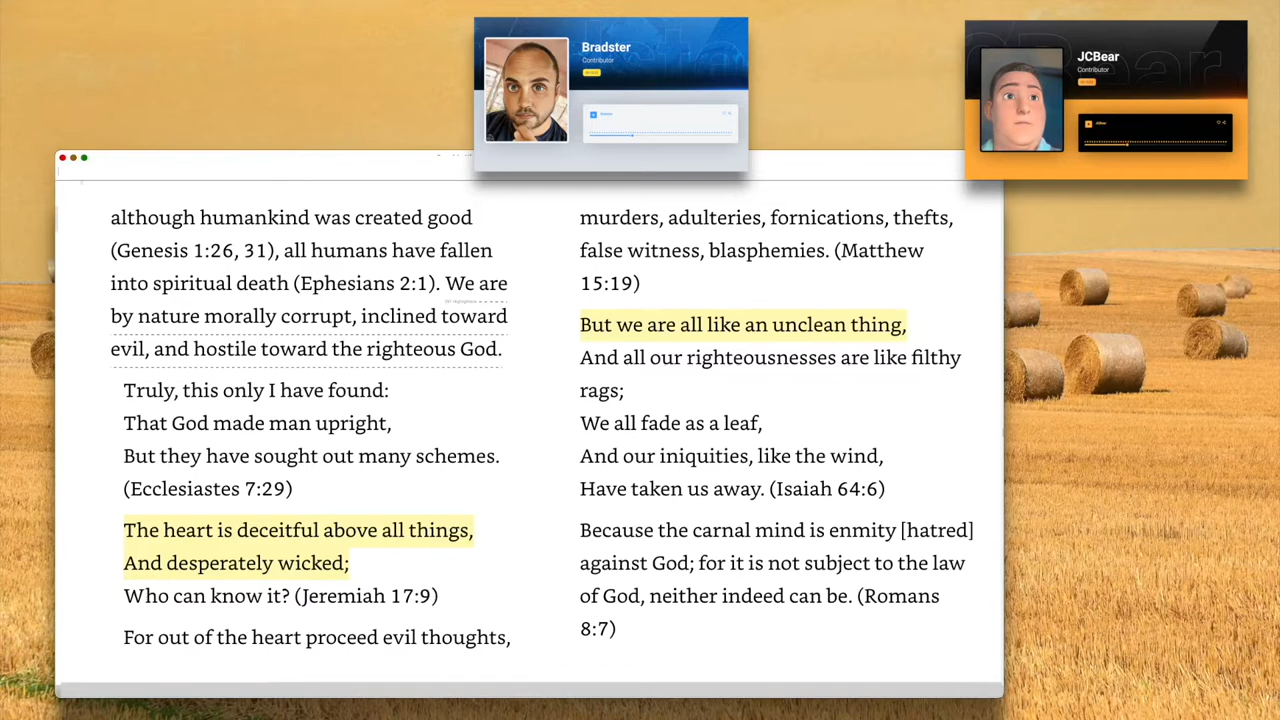 Bradster
Contributor
JCBear
Contributor
although humankind was created good
(Genesis 1:26, 31), all humans have fallen
into spiritual death (Ephesians 2:1). We are
by nature morally corrupt, inclined toward
evil, and hostile toward the righteous God.
Truly, this only I have found:
That God made man upright,
But they have sought out many schemes.
(Ecclesiastes 7:29)
The heart is deceitful above all things,
And desperately wicked;
Who can know it? (Jeremiah 17:9)
For out of the heart proceed evil thoughts,
murders, adulteries, fornications, thefts,
false witness, blasphemies. (Matthew
15:19)
But we are all like an unclean thing,
And all our righteousnesses are like filthy
rags;
We all fade as a leaf,
And our iniquities, like the wind,
Have taken us away. (Isaiah 64:6)
Because the carnal mind is enmity [hatred]
against God; for it is not subject to the law
of God, neither indeed can be. (Romans
8:7)